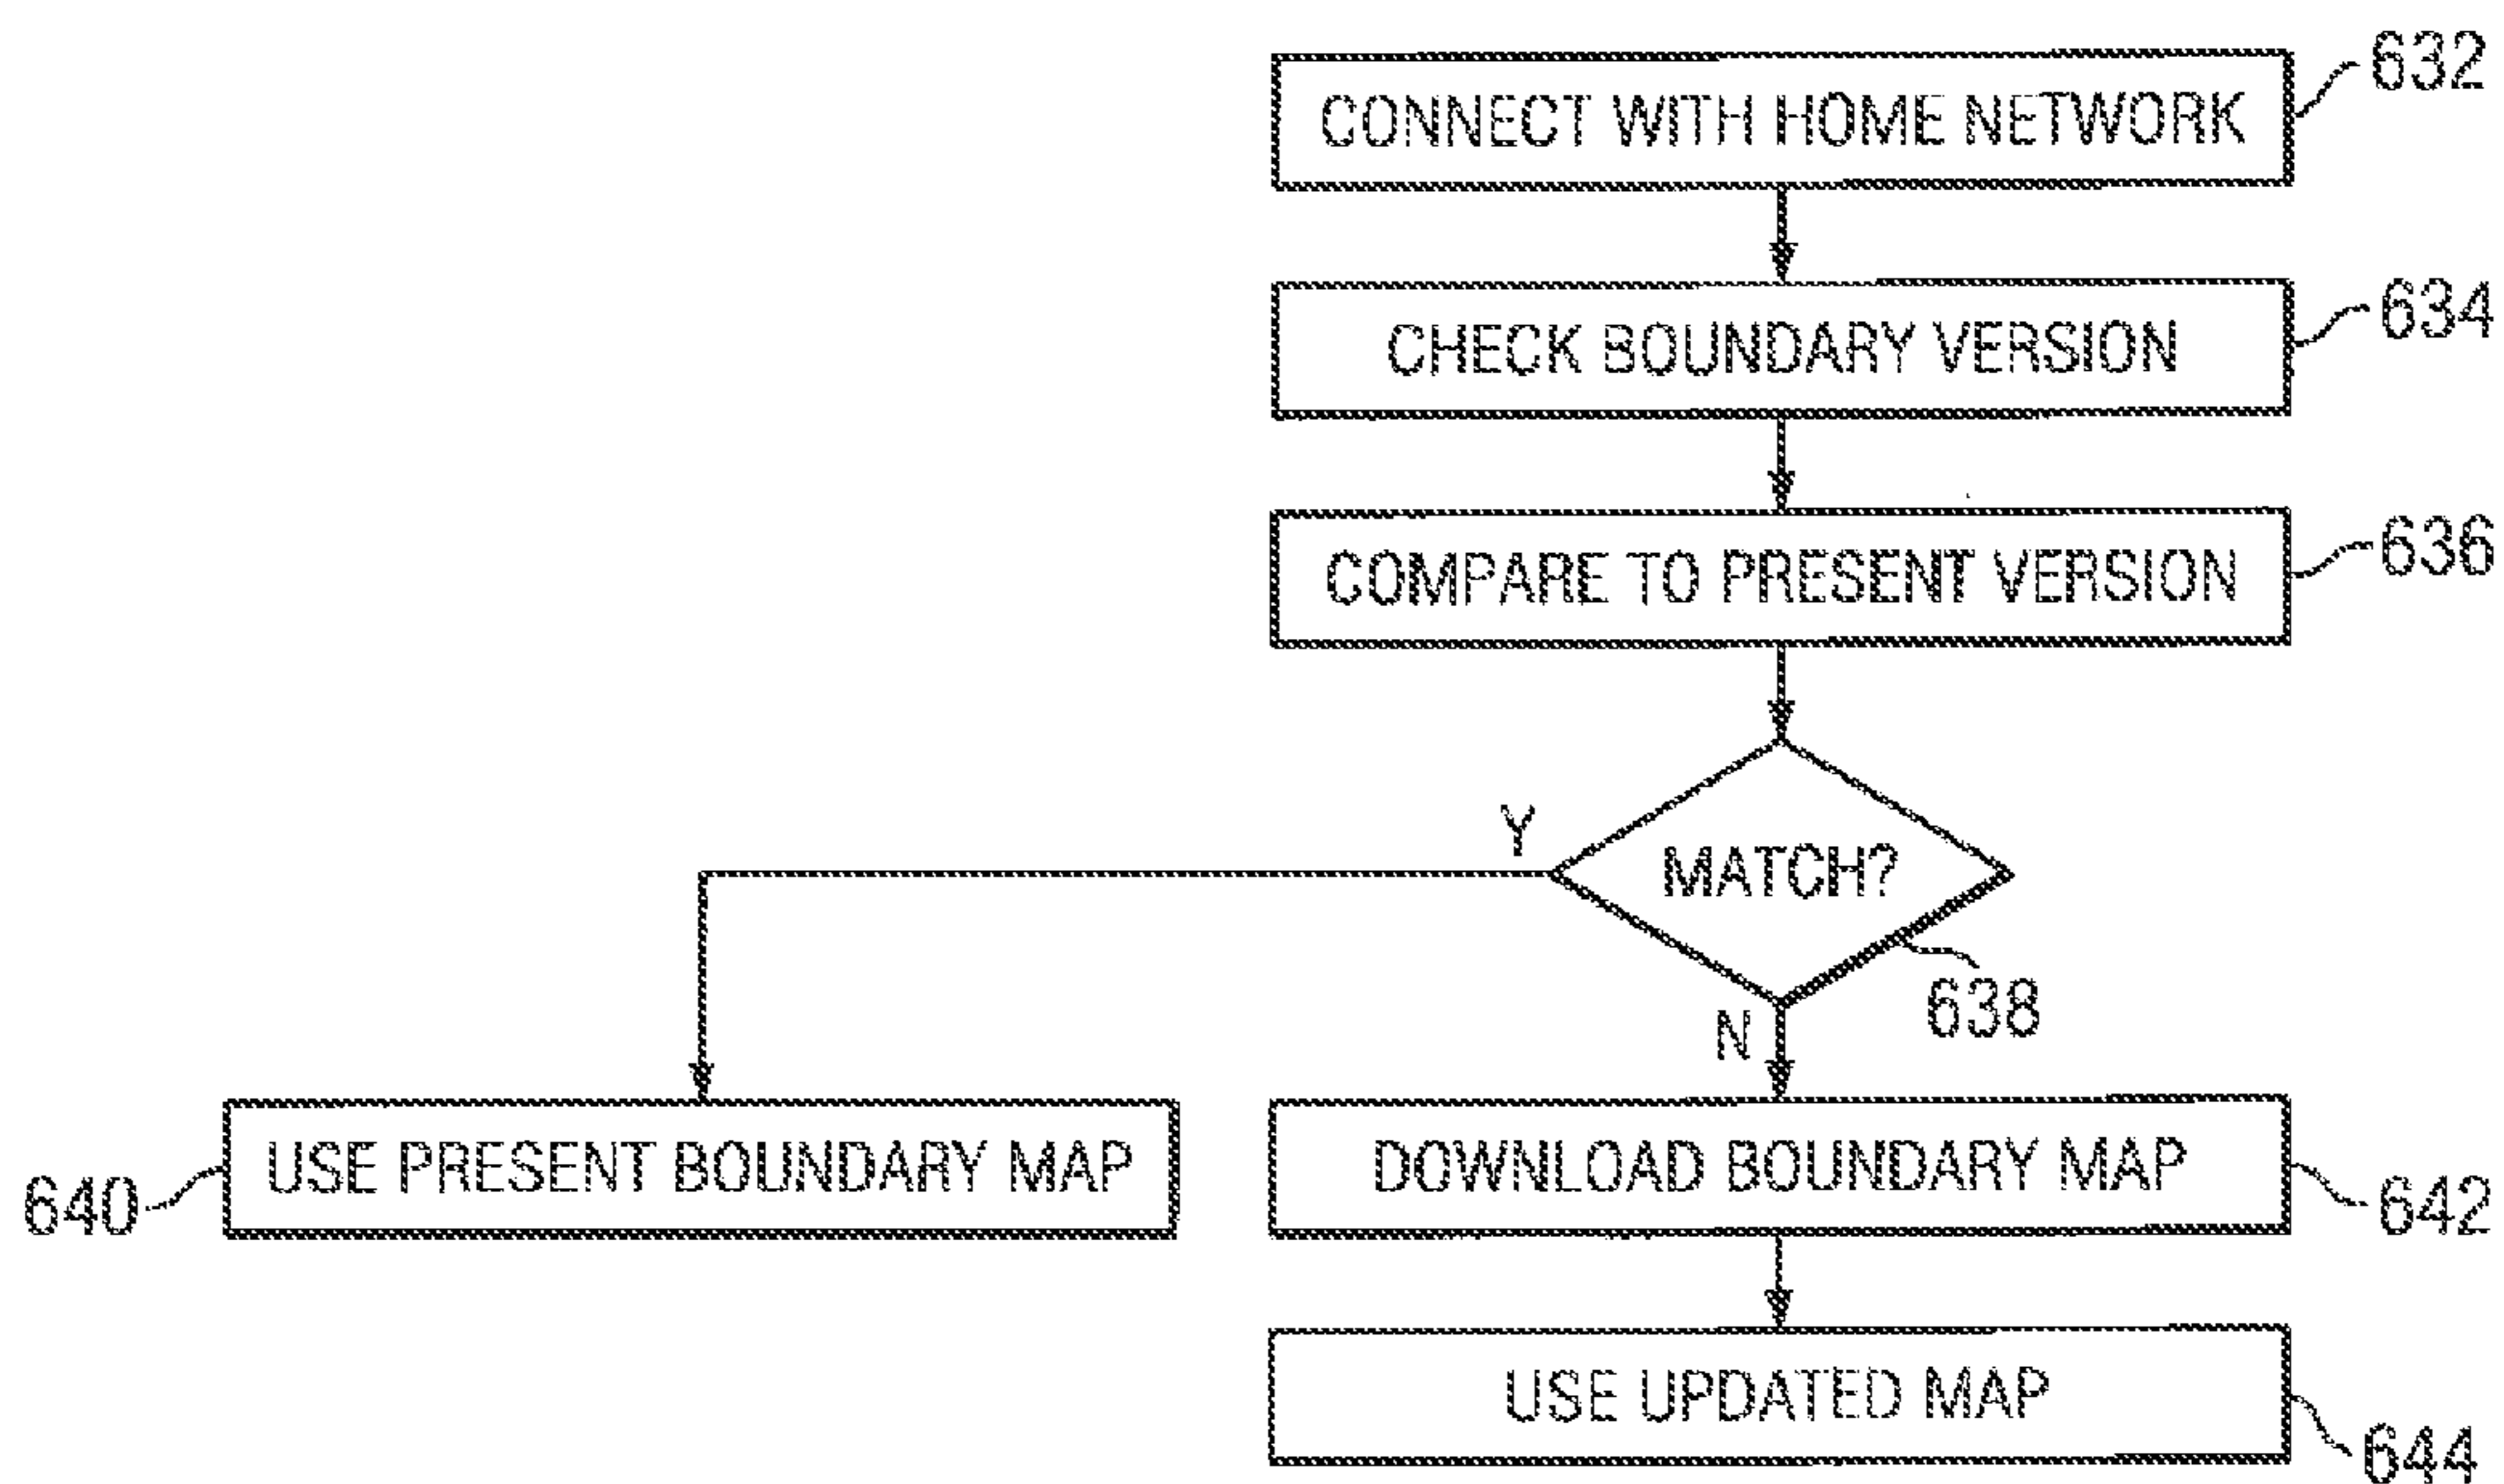 632
CONNECT WITH HOME NETWORK
634
CHECK BOUNDARY VERSION
636
COMPARE TO PRESENT VERSION
Y
MATCH?
638
N
640
USE PRESENT BOUNDARY MAP
DOWNLOAD BOUNDARY MAP
642
USE UPDATED MAP
644